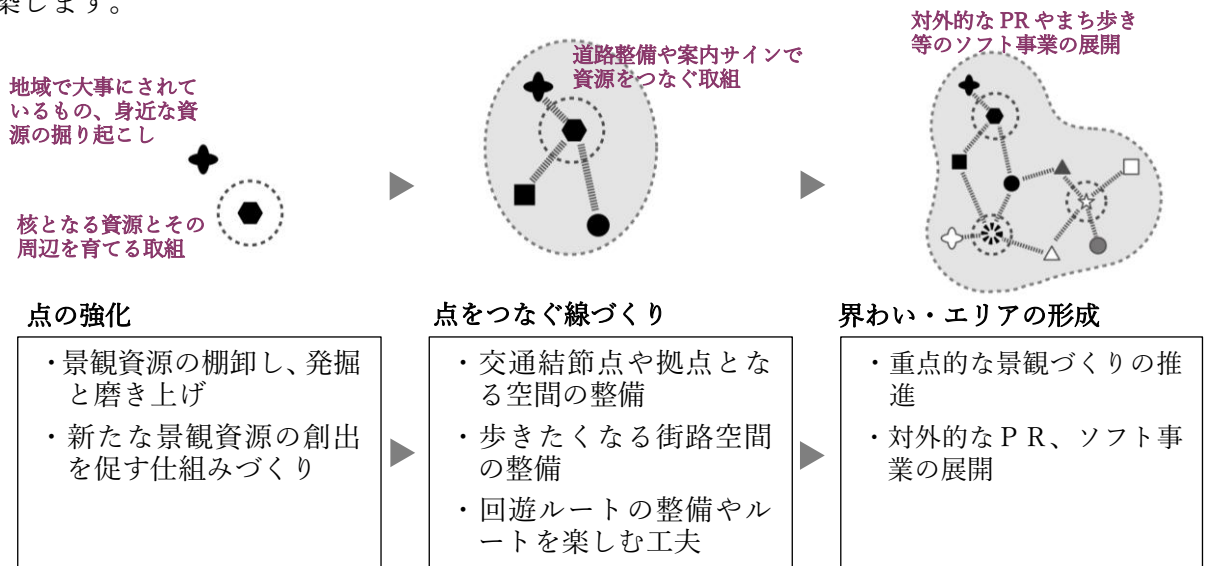 染します。
地域で大事にされて
いるもの、身近な資
源の掘り起こし
核となる資源とその
周辺を育てる取組
道路整備や案内サインで
資源をつなぐ取組
対外的な PR やまち歩き
等のソフト事業の展開
点の強化
・景観資源の棚卸し、発掘
と磨き上げ
・新たな景観資源の創出
を促す仕組みづくり
点をつなぐ線づくり
・交通結節点や拠点とな
る空間の整備
・歩きたくなる街路空間
の整備
・回遊ルートの整備やル
ートを楽しむ工夫
界わい・エリアの形成
・重点的な景観づくりの推
進
・対外的なＰＲ、ソフト事
業の展開